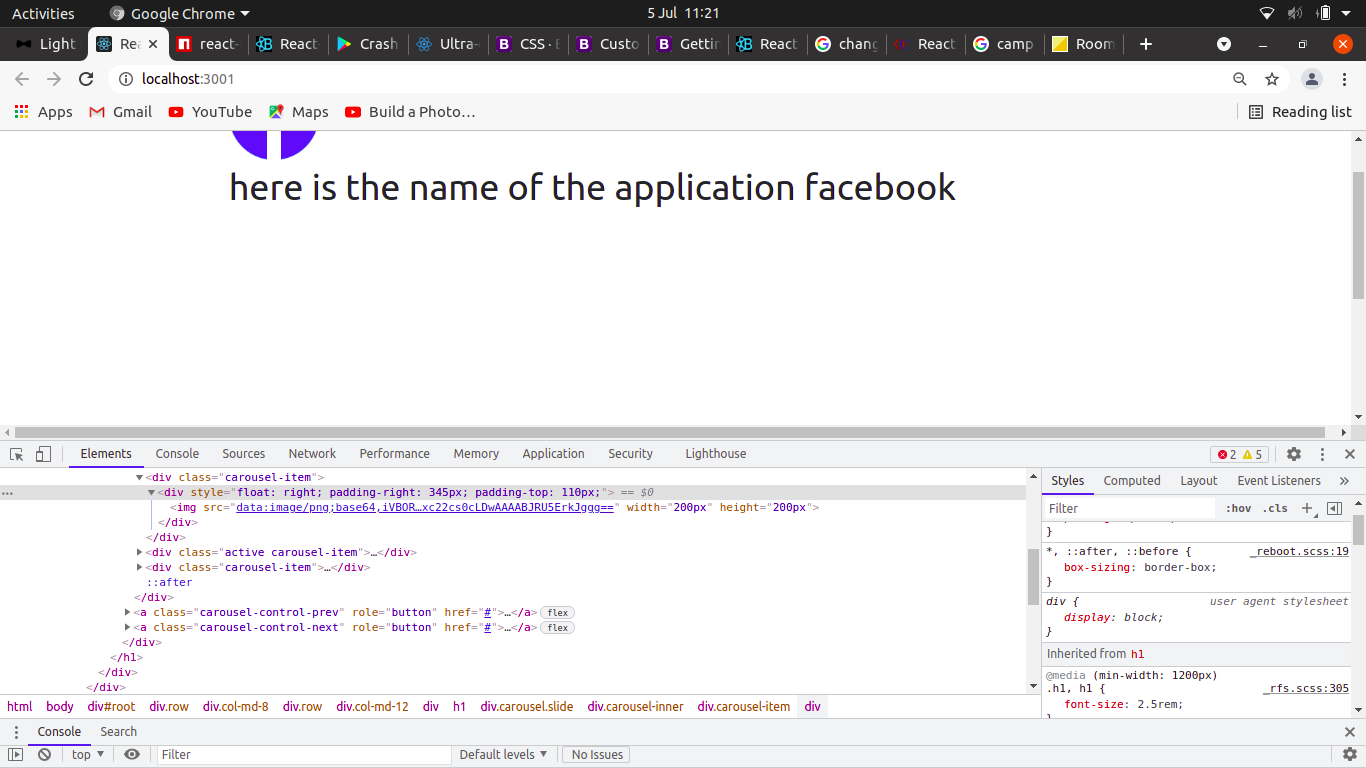 Activities Google Chrome 5 Jul 11:21
Light Rea react- React Crash Ultra- CSS · B Custo Gettin React chang React camp Room
localhost:3001
Apps Gmail YouTube Maps Build a Photo… Reading list
here is the name of the application facebook
Elements Console Sources Network Performance Memory Application Security Lighthouse 2 5
<div class="carousel-item">
<div style="float: right; padding-right: 345px; padding-top: 110px;"> == $0
<img src="data:image/png;base64,iVBOR…xc22cs0cLDwAAAABJRU5ErkJggg==" width="200px" height="200px">
</div>
</div>
<div class="active carousel-item">…</div>
<div class="carousel-item">…</div>
::after
</div>
<a class="carousel-control-prev" role="button" href="#">…</a> flex
<a class="carousel-control-next" role="button" href="#">…</a> flex
</div>
</h1>
</div>
</div>
Styles Computed Layout Event Listeners
Filter :hov .cls
}
*, ::after, ::before { _reboot.scss:19
box-sizing: border-box;
}
div { user agent stylesheet
display: block;
}
Inherited from h1
@media (min-width: 1200px)
.h1, h1 { _rfs.scss:305
font-size: 2.5rem;
html body div#root div.row div.col-md-8 div.row div.col-md-12 div h1 div.carousel.slide div.carousel-inner div.carousel-item div
Console Search
top Filter Default levels No Issues